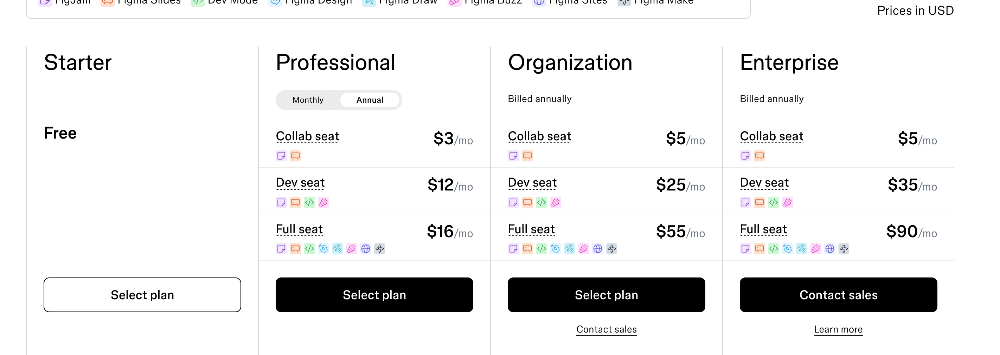 FigJam Figma Slides Dev Mode Figma Design Figma Draw Figma Buzz Figma Sites Figma Make
Prices in USD
Starter
Free
Select plan
Professional
Monthly Annual
Collab seat $3/mo
Dev seat $12/mo
Full seat $16/mo
Select plan
Organization
Billed annually
Collab seat $5/mo
Dev seat $25/mo
Full seat $55/mo
Select plan
Contact sales
Enterprise
Billed annually
Collab seat $5/mo
Dev seat $35/mo
Full seat $90/mo
Contact sales
Learn more